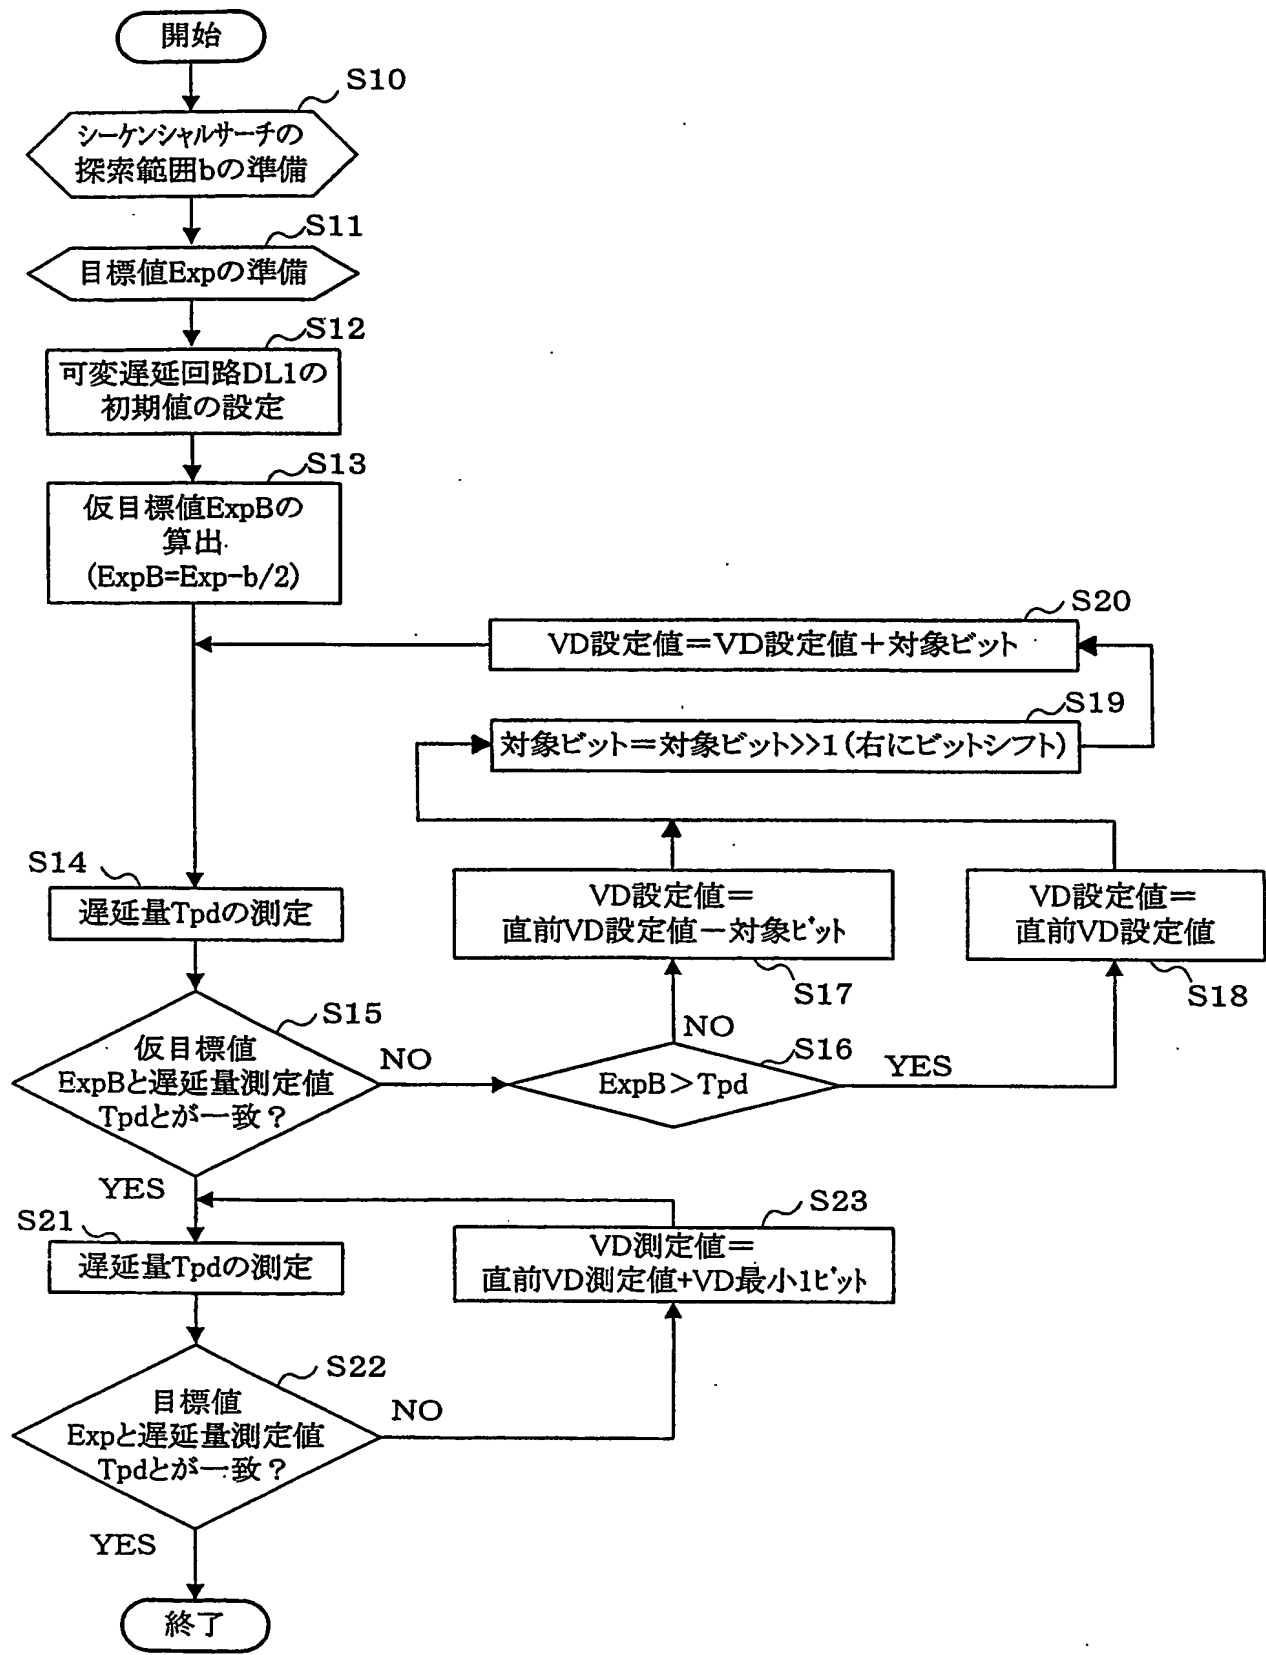 開始
S10
シーケンシャルサーチの
探索範囲bの準備
S11
目標値Expの準備
S12
可変遅延回路DL1の
初期値の設定
S13
仮目標値ExpBの
算出
(ExpB=Exp-b/2)
S20
VD設定値=VD設定値+対象ビット
S19
対象ビット=対象ビット>>1(右にビットシフト)
S14
遅延量Tpdの測定
VD設定値=
直前VD設定値-対象ビット
S17
VD設定値=
直前VD設定値
S18
S15
仮目標値
ExpBと遅延量測定値
Tpdとが一致?
NO
S16
ExpB>Tpd
NO
YES
YES
S21
遅延量Tpdの測定
S23
VD測定値=
直前VD測定値+VD最小1ビット
S22
目標値
Expと遅延量測定値
Tpdとが一致?
NO
YES
終了